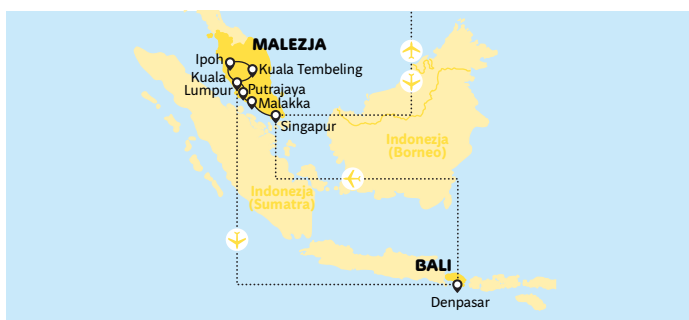 MALEZJA
Ipoh
Kuala Tembeling
Kuala
Lumpur
Putrajaya
Malakka
Singapur
Indonezja
(Borneo)
Indonezja
(Sumatra)
BALI
Denpasar